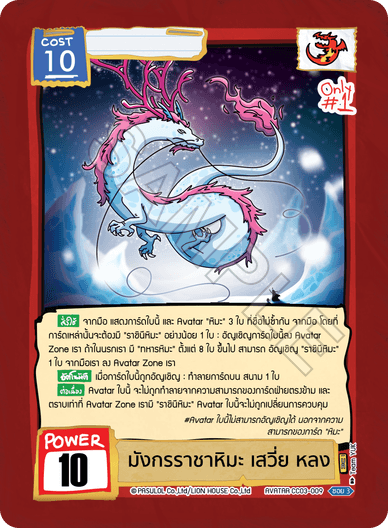 COST
10
Only
#1
SAMPLE
จากมือ แสดงการ์ดใบนี้ และ Avatar "หิมะ" 3 ใบ ที่ชื่อไม่ซ้ำกัน จากมือ โดยที่
การ์ดเหล่านั้นจะต้องมี "ราชินีหิมะ" อย่างน้อย 1 ใบ : อัญเชิญการ์ดใบนี้ลง Avatar
Zone เรา ถ้าในนรกเรา มี "ทหารหิมะ" ตั้งแต่ 8 ใบ ขึ้นไป สามารถ อัญเชิญ "ราชินีหิมะ"
1 ใบ จากมือเรา ลง Avatar Zone เรา
อัตโนมัติ เมื่อการ์ดใบนี้ถูกอัญเชิญ : ทำลายการ์ดบน สนาม 1 ใบ
ต่อเนื่อง Avatar ใบนี้ จะไม่ถูกทำลายจากความสามารถของการ์ดฝ่ายตรงข้าม และ
ตราบเท่าที่ Avatar Zone เรามี "ราชินีหิมะ" Avatar ใบนี้จะไม่ถูกเปลี่ยนการควบคุม
#Avatar ใบนี้ไม่สามารถอัญเชิญได้ นอกจากความ
สามารถของการ์ด "หิมะ"
POWER
10
มังกรราชาหิมะ เสวี่ย หลง
© PASULOL Co.,Ltd/LION HOUSE Co.,Ltd
AVATAR CC03-009
ซอง 3